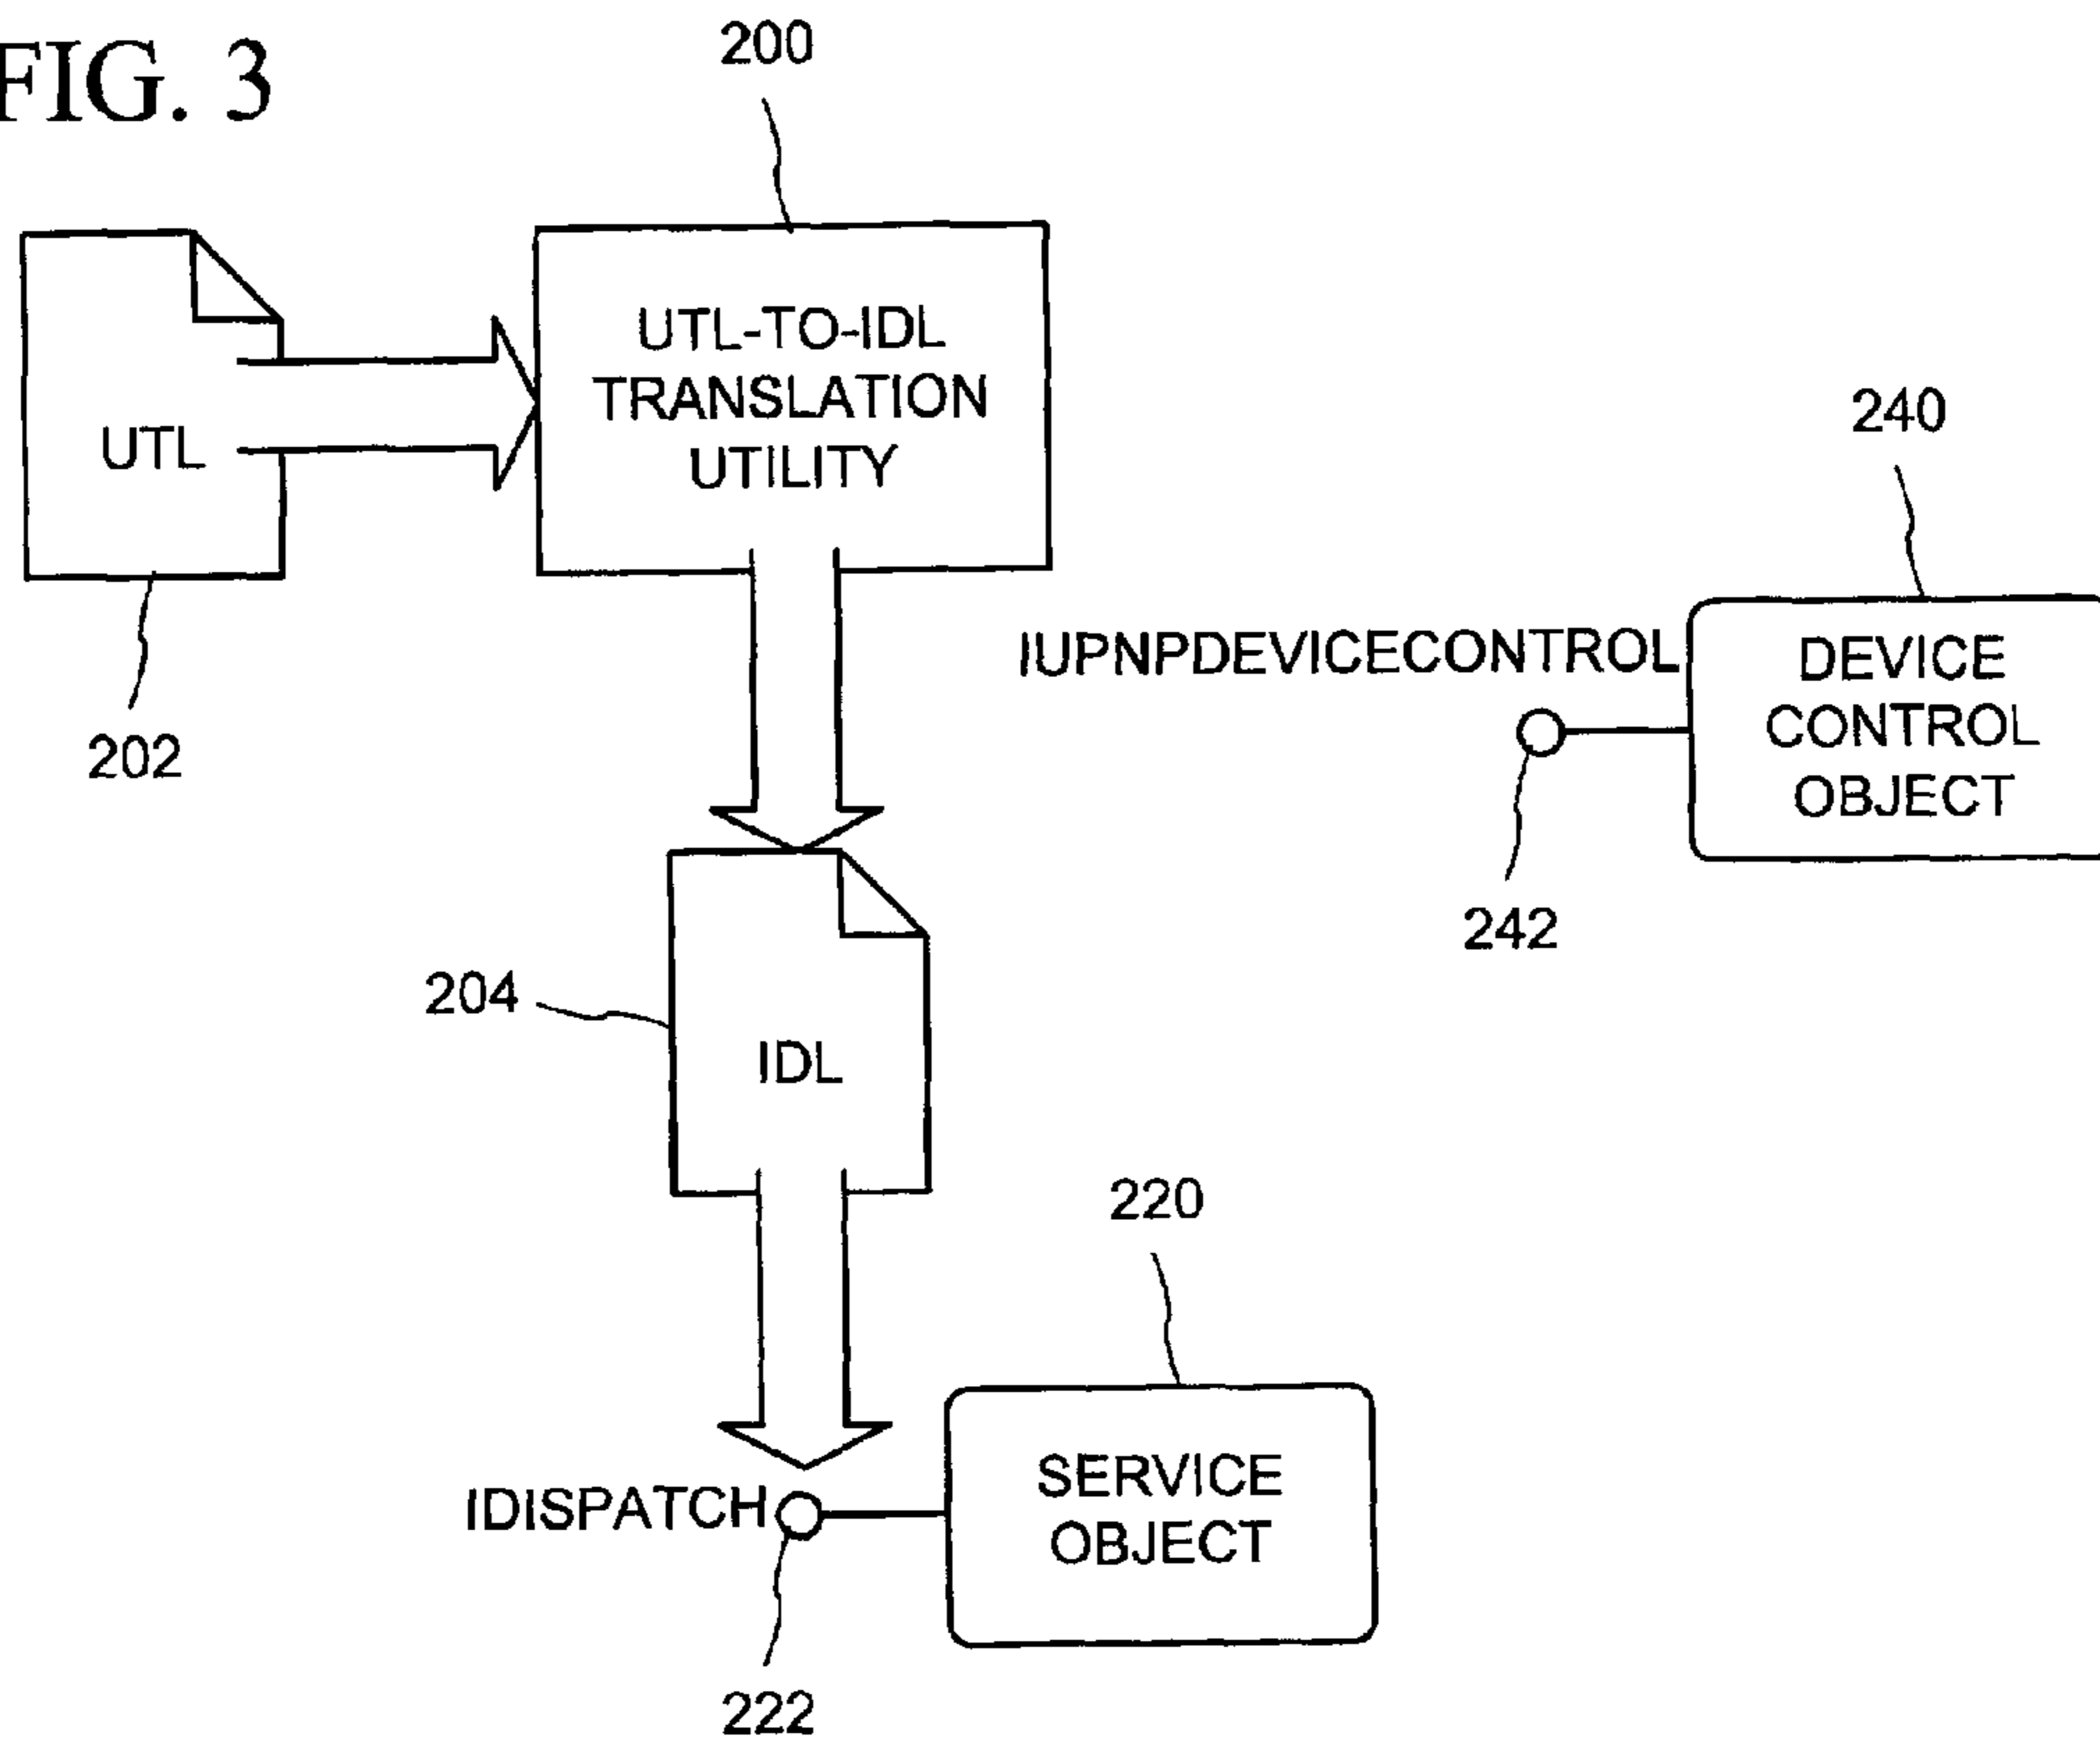 FIG. 3
200
UTL-TO-IDL
TRANSLATION
UTILITY
UTL
202
240
IUPNPDEVICECONTROL
DEVICE
CONTROL
OBJECT
242
204
IDL
220
IDISPATCH
SERVICE
OBJECT
222